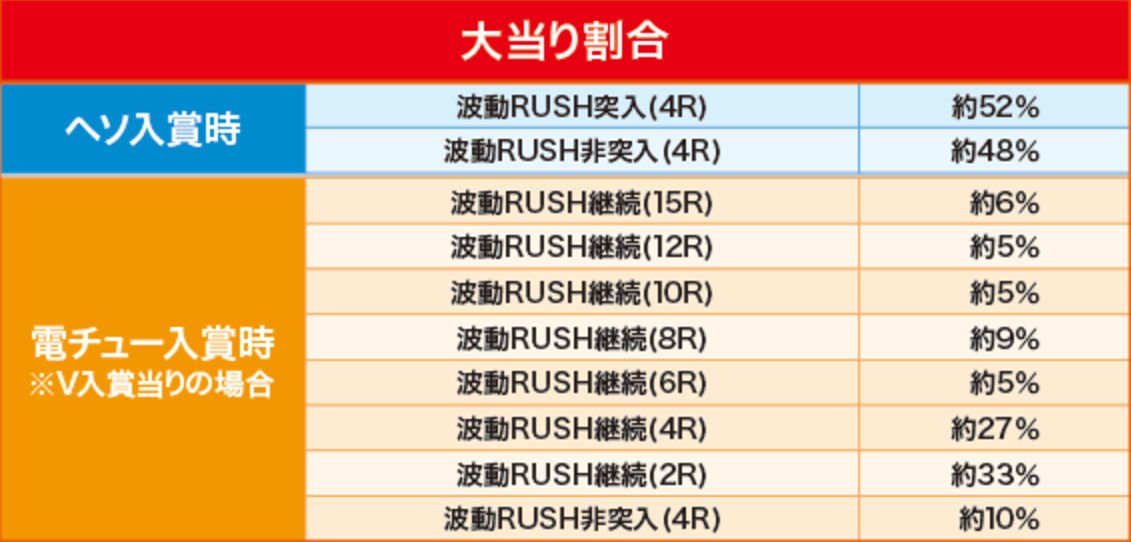 大当り割合
ヘソ入賞時
波動RUSH突入(4R) 約52%
波動RUSH非突入(4R) 約48%
電チュー入賞時
※V入賞当りの場合
波動RUSH継続(15R) 約6%
波動RUSH継続(12R) 約5%
波動RUSH継続(10R) 約5%
波動RUSH継続(8R) 約9%
波動RUSH継続(6R) 約5%
波動RUSH継続(4R) 約27%
波動RUSH継続(2R) 約33%
波動RUSH非突入(4R) 約10%